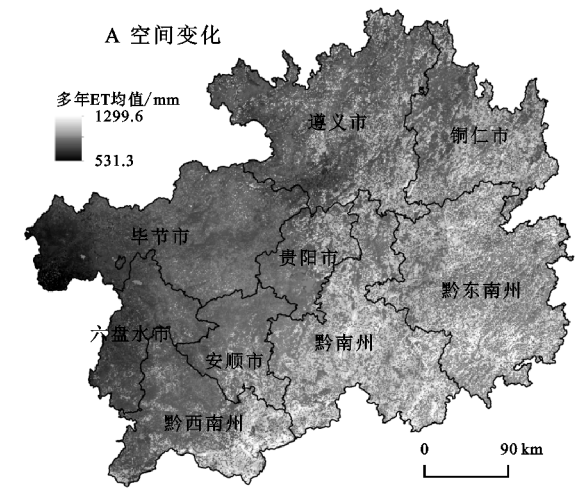 A 空间变化
多年ET均值/mm
1299.6
531.3
遵义市
铜仁市
毕节市
贵阳市
黔东南州
六盘水市
安顺市
黔南州
黔西南州
0 90 km